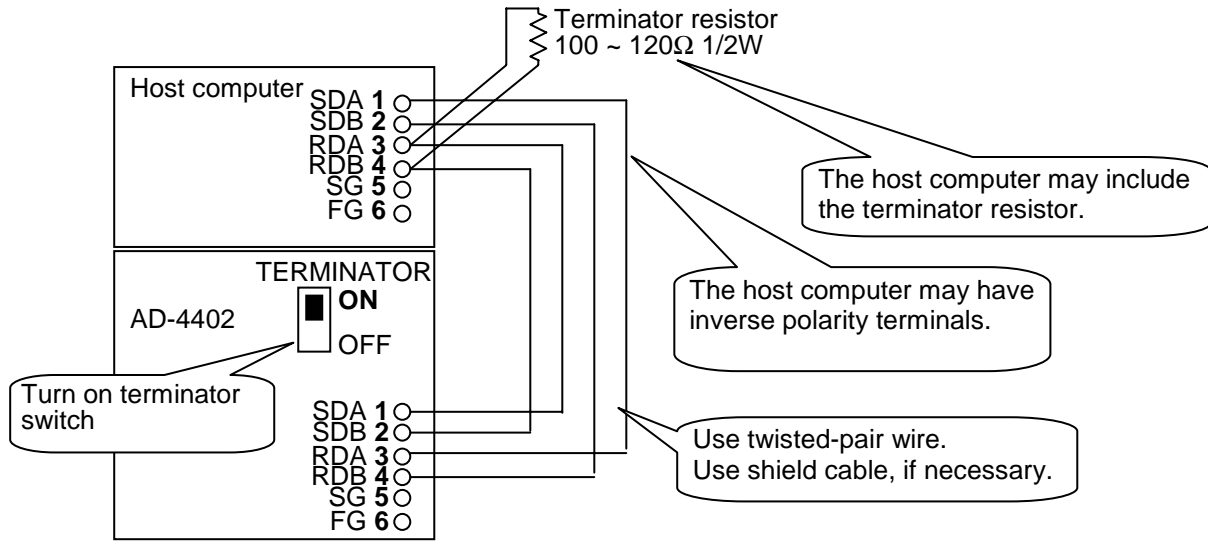 Terminator resistor
100 ~ 120Ω 1/2W
Host computer
SDA 1
SDB 2
RDA 3
RDB 4
SG 5
FG 6
The host computer may include
the terminator resistor.
TERMINATOR
ON
OFF
AD-4402
The host computer may have
inverse polarity terminals.
Turn on terminator
switch
SDA 1
SDB 2
RDA 3
RDB 4
SG 5
FG 6
Use twisted-pair wire.
Use shield cable, if necessary.